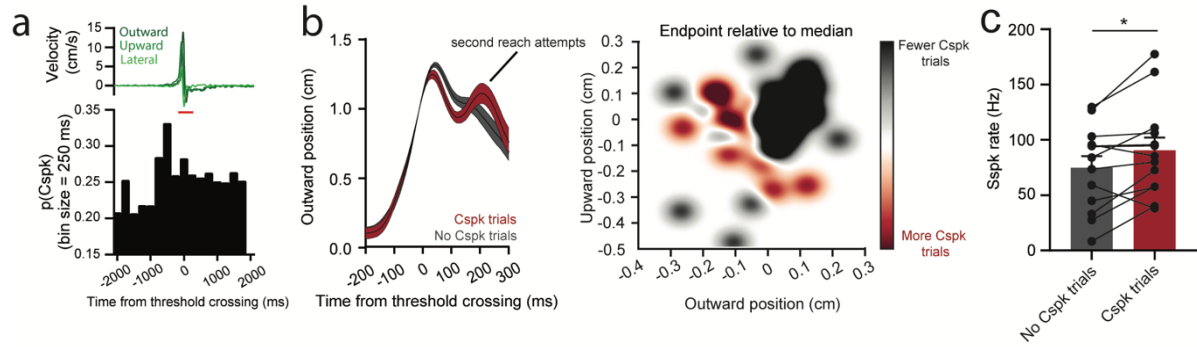 a
Velocity
(cm/s)
15
10
5
0
Outward
Upward
Lateral
p(Cspk)
(bin size = 250 ms)
0.35
0.30
0.25
0.20
0.15
-2000
-1000
0
1000
2000
Time from threshold crossing (ms)
b
Outward position (cm)
1.5
1.0
0.5
0.0
second reach attempts
Cspk trials
No Cspk trials
-200
-100
0
100
200
300
Time from threshold crossing (ms)
Endpoint relative to median
Upward position (cm)
0.3
0.2
0.1
0
-0.1
-0.2
-0.3
-0.4
-0.5
-0.4
-0.3
-0.2
-0.1
0
0.1
0.2
0.3
Outward position (cm)
Fewer Cspk
trials
More Cspk
trials
c
*
Sspk rate (Hz)
200
150
100
50
0
No Cspk trials
Cspk trials